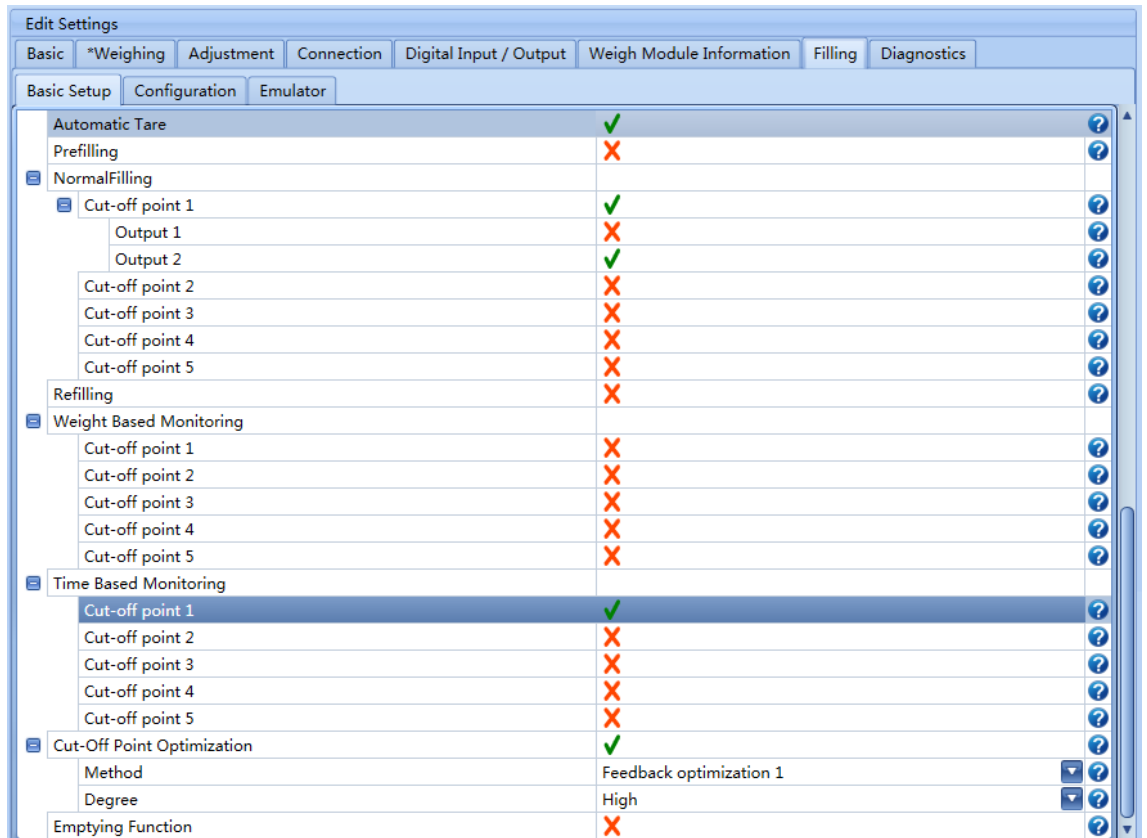 Edit Settings
Basic *Weighing Adjustment Connection Digital Input / Output Weigh Module Information Filling Diagnostics
Basic Setup Configuration Emulator
Automatic Tare
Prefilling
NormalFilling
Cut-off point 1
Output 1
Output 2
Cut-off point 2
Cut-off point 3
Cut-off point 4
Cut-off point 5
Refilling
Weight Based Monitoring
Cut-off point 1
Cut-off point 2
Cut-off point 3
Cut-off point 4
Cut-off point 5
Time Based Monitoring
Cut-off point 1
Cut-off point 2
Cut-off point 3
Cut-off point 4
Cut-off point 5
Cut-Off Point Optimization
Method Feedback optimization 1
Degree High
Emptying Function